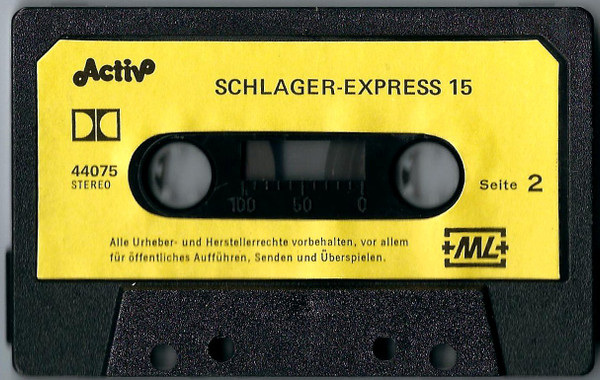 Activ
SCHLAGER-EXPRESS 15
44075
STEREO
100 50 0
Seite 2
Alle Urheber- und Herstellerrechte vorbehalten, vor allem
für öffentliches Aufführen, Senden und Überspielen.
ML